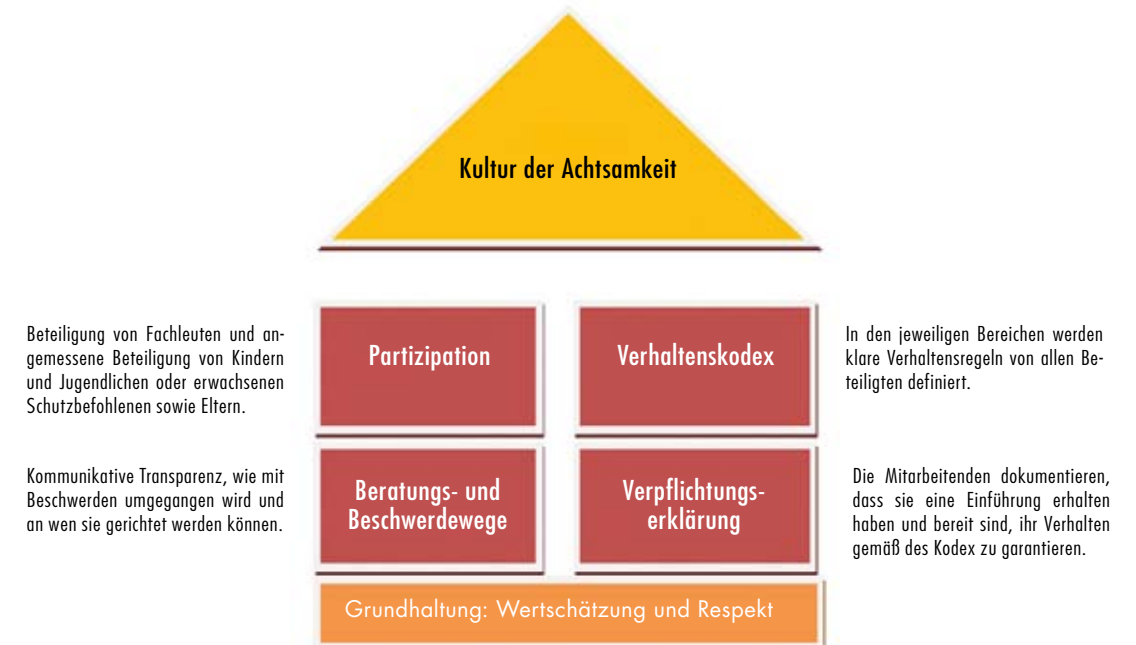 Kultur der Achtsamkeit
Beteiligung von Fachleuten und an-
gemessene Beteiligung von Kindern
und Jugendlichen oder erwachsenen
Schutzbefohlenen sowie Eltern.
Partizipation
Verhaltenskodex
In den jeweiligen Bereichen werden
klare Verhaltensregeln von allen Be-
teiligten definiert.
Kommunikative Transparenz, wie mit
Beschwerden umgegangen wird und
an wen sie gerichtet werden können.
Beratungs- und
Beschwerdewege
Verpflichtungs-
erklärung
Die Mitarbeitenden dokumentieren,
dass sie eine Einführung erhalten
haben und bereit sind, ihr Verhalten
gemäß des Kodex zu garantieren.
Grundhaltung: Wertschätzung und Respekt